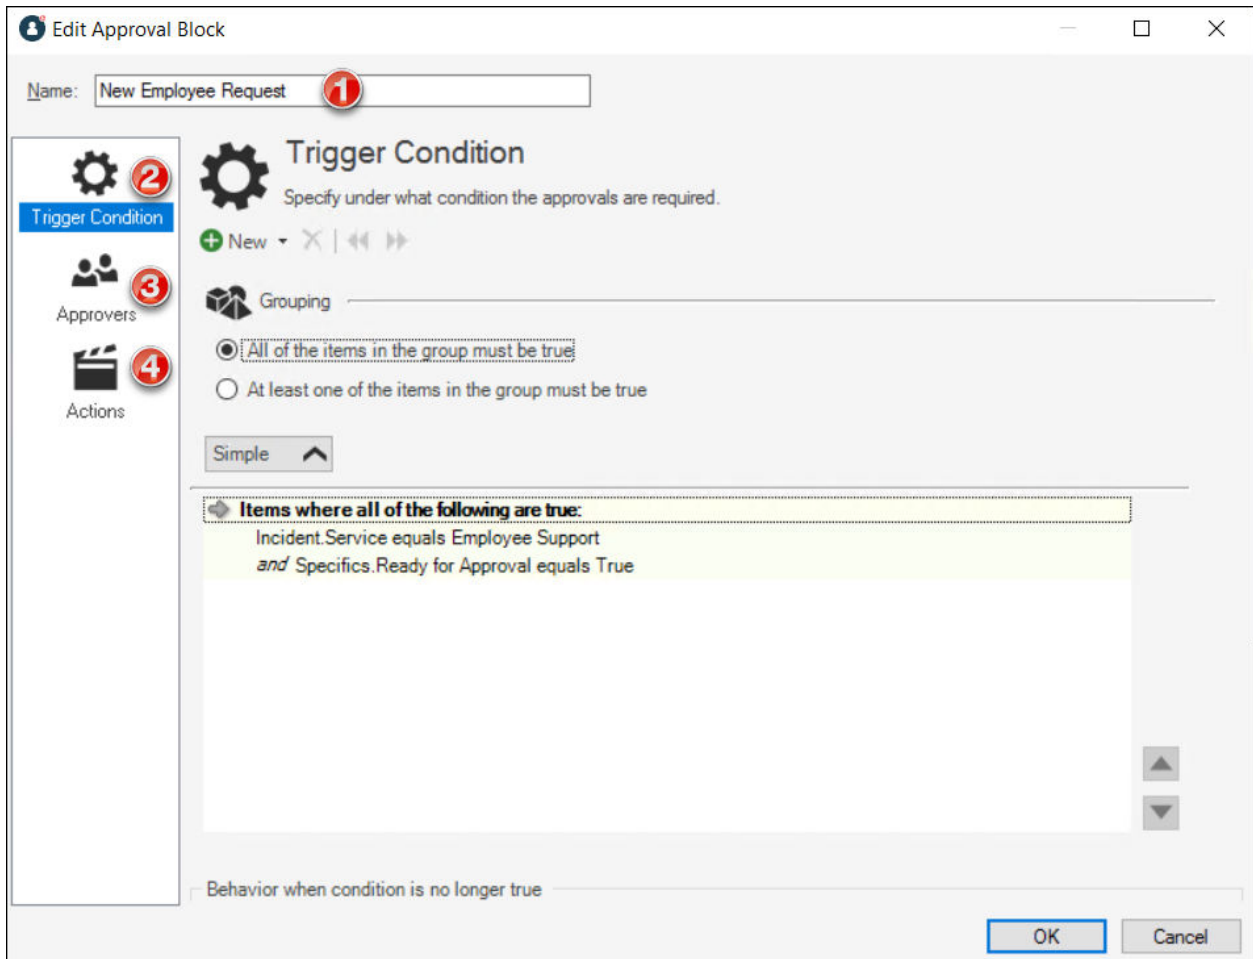 Edit Approval Block
Name: New Employee Request 1
Trigger Condition
Specify under what condition the approvals are required.
2
Trigger Condition
New
3
Approvers
Grouping
All of the items in the group must be true
4
Actions
At least one of the items in the group must be true
Simple
Items where all of the following are true:
Incident.Service equals Employee Support
and Specifics.Ready for Approval equals True
Behavior when condition is no longer true
OK Cancel